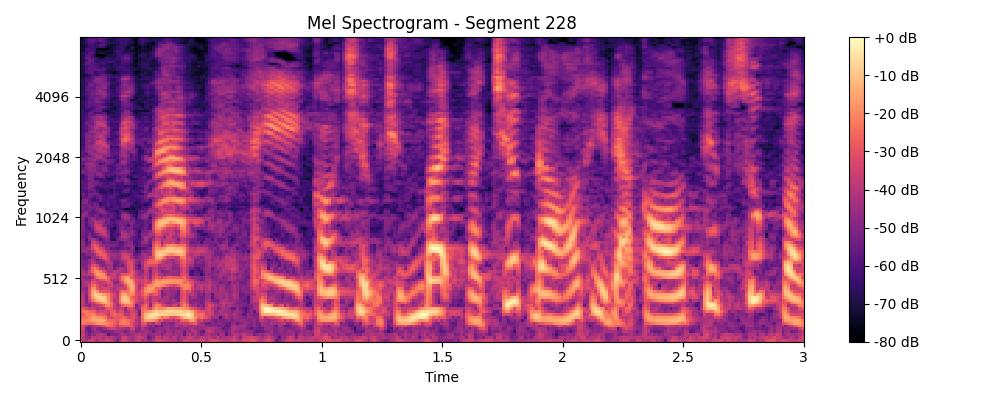 Mel Spectrogram - Segment 228
+0 dB
4096
-10 dB
-20 dB
2048
-30 dB
Frequency
-40 dB
1024
-50 dB
512
-60 dB
-70 dB
0
-80 dB
0 0.5 1 1.5 2 2.5 3
Time